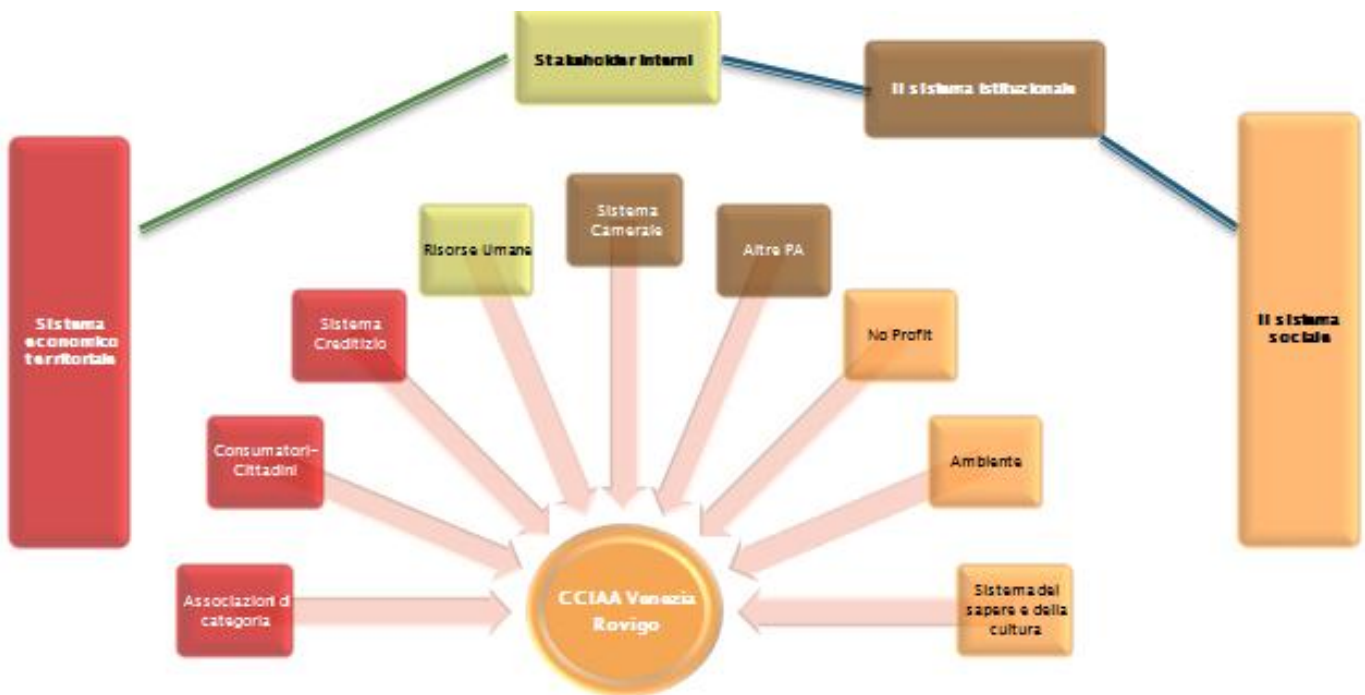 Stakeholder interni
Il sistema istituzionale
Sistema
economico
territoriale
Il sistema
sociale
Sistema
Camerale
Risorse Umane
Altre PA
Sistema
Creditizio
No Profit
Consumatori-
Cittadini
Ambiente
Associazioni di
categoria
CCIAA Venezia
Rovigo
Sistema del
sapere e della
cultura